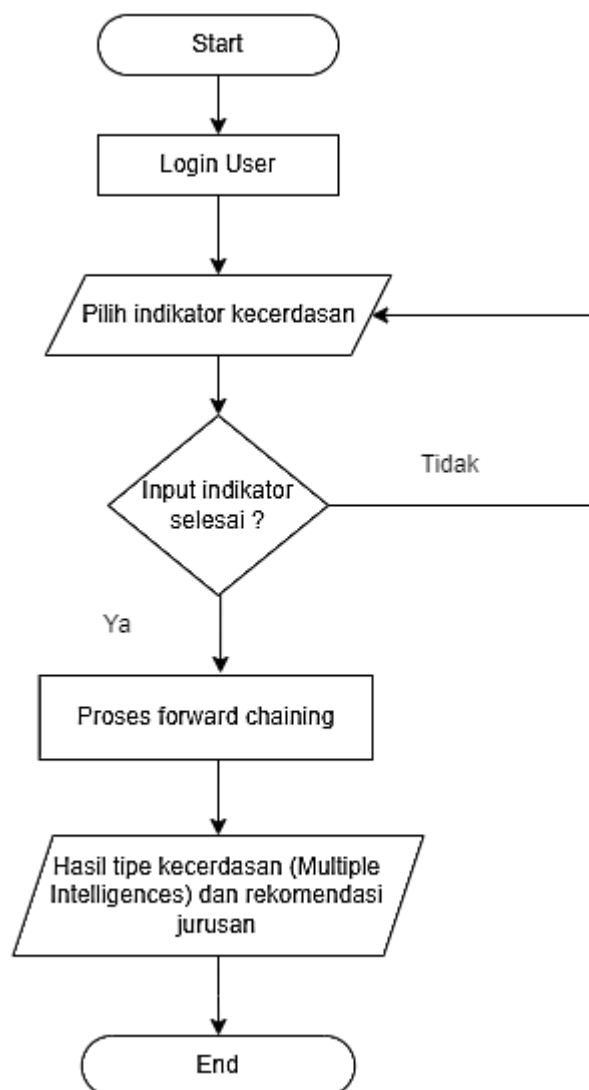 Start
Login User
Pilih indikator kecerdasan
Input indikator
selesai ?
Tidak
Ya
Proses forward chaining
Hasil tipe kecerdasan (Multiple
Intelligences) dan rekomendasi
jurusan
End